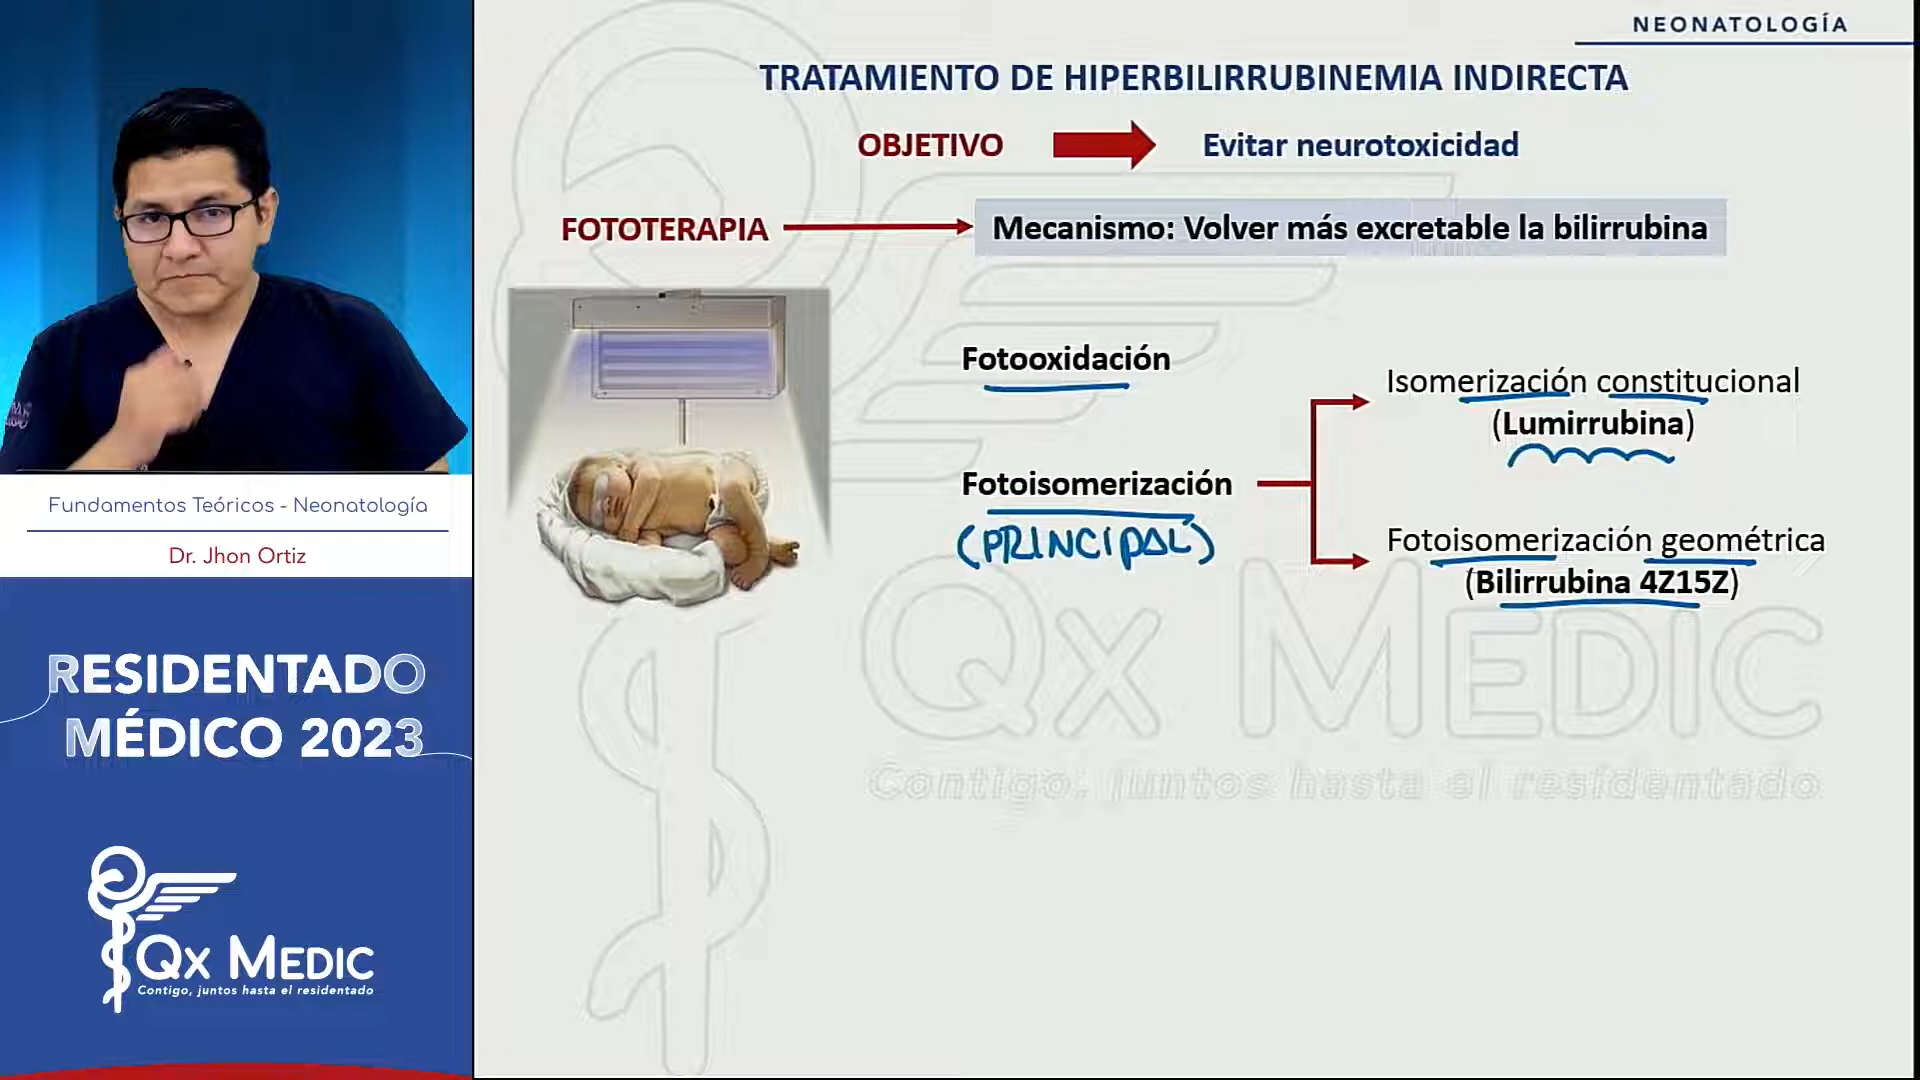 NEONATOLOGÍA
TRATAMIENTO DE HIPERBILIRRUBINEMIA INDIRECTA
OBJETIVO
Evitar neurotoxicidad
FOTOTERAPIA
Mecanismo: Volver más excretable la bilirrubina
Fotooxidación
Isomerización constitucional
(Lumirrubina)
Fotoisomerización
(PRINCIPAL)
Fotoisomerización geométrica
(Bilirrubina 4Z15Z)
Qx MEDIC
Contigo, juntos hasta el residentado
Fundamentos Teóricos - Neonatología
Dr. Jhon Ortiz
RESIDENTADO
MÉDICO 2023
Qx MEDIC
Contigo, juntos hasta el residentado